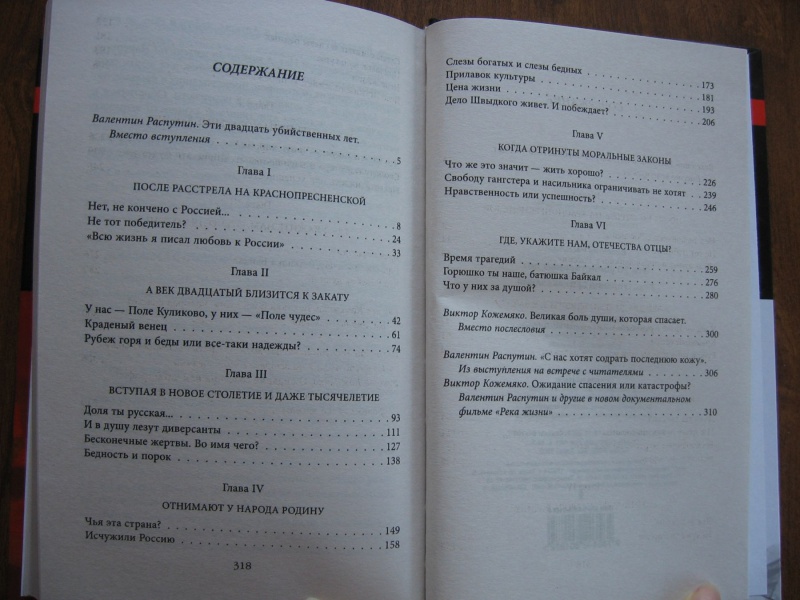 СОДЕРЖАНИЕ
Валентин Распутин. Эти двадцать убийственных лет.
Вместо вступления . . . . . . . . . . . . . . . . . . . 5
Глава I
ПОСЛЕ РАССТРЕЛА НА КРАСНОПРЕСНЕНСКОЙ
Нет, не кончено с Россией... . . . . . . . . . . . . . . . . 8
Не тот победитель? . . . . . . . . . . . . . . . . . . . 24
«Всю жизнь я писал любовь к России» . . . . . . . . . . . 33
Глава II
А ВЕК ДВАДЦАТЫЙ БЛИЗИТСЯ К ЗАКАТУ
У нас — Поле Куликово, у них — «Поле чудес» . . . . . . . . 42
Краденый венец . . . . . . . . . . . . . . . . . . . . 61
Рубеж горя и беды или все-таки надежды? . . . . . . . . . . 74
Глава III
ВСТУПАЯ В НОВОЕ СТОЛЕТИЕ И ДАЖЕ ТЫСЯЧЕЛЕТИЕ
Доля ты русская... . . . . . . . . . . . . . . . . . . . 93
И в душу лезут диверсанты . . . . . . . . . . . . . . . 111
Бесконечные жертвы. Во имя чего? . . . . . . . . . . . . 127
Бедность и порок . . . . . . . . . . . . . . . . . . . 138
Глава IV
ОТНИМАЮТ У НАРОДА РОДИНУ
Чья эта страна? . . . . . . . . . . . . . . . . . . . . 149
Исчужили Россию . . . . . . . . . . . . . . . . . . . 158
318
Слезы богатых и слезы бедных . . . . . . . . . . . . . . 173
Прилавок культуры . . . . . . . . . . . . . . . . . . 181
Цена жизни . . . . . . . . . . . . . . . . . . . . . 193
Дело Швыдкого живет. И побеждает? . . . . . . . . . . . 206
Глава V
КОГДА ОТРИНУТЫ МОРАЛЬНЫЕ ЗАКОНЫ
Что же это значит — жить хорошо? . . . . . . . . . . . . 226
Свободу гангстера и насильника ограничивать не хотят . . 239
Нравственность или успешность? . . . . . . . . . . . . 246
Глава VI
ГДЕ, УКАЖИТЕ НАМ, ОТЕЧЕСТВА ОТЦЫ?
Время трагедий . . . . . . . . . . . . . . . . . . . 259
Горюшко ты наше, батюшка Байкал . . . . . . . . . . . . 276
Что у них за душой? . . . . . . . . . . . . . . . . . 280
Виктор Кожемяко. Великая боль души, которая спасает.
Вместо послесловия . . . . . . . . . . . . . . . . . 300
Валентин Распутин. «С нас хотят содрать последнюю кожу».
Из выступления на встрече с читателями . . . . . . . 306
Виктор Кожемяко. Ожидание спасения или катастрофы?
Валентин Распутин и другие в новом документальном
фильме «Река жизни» . . . . . . . . . . . . . . . . 310